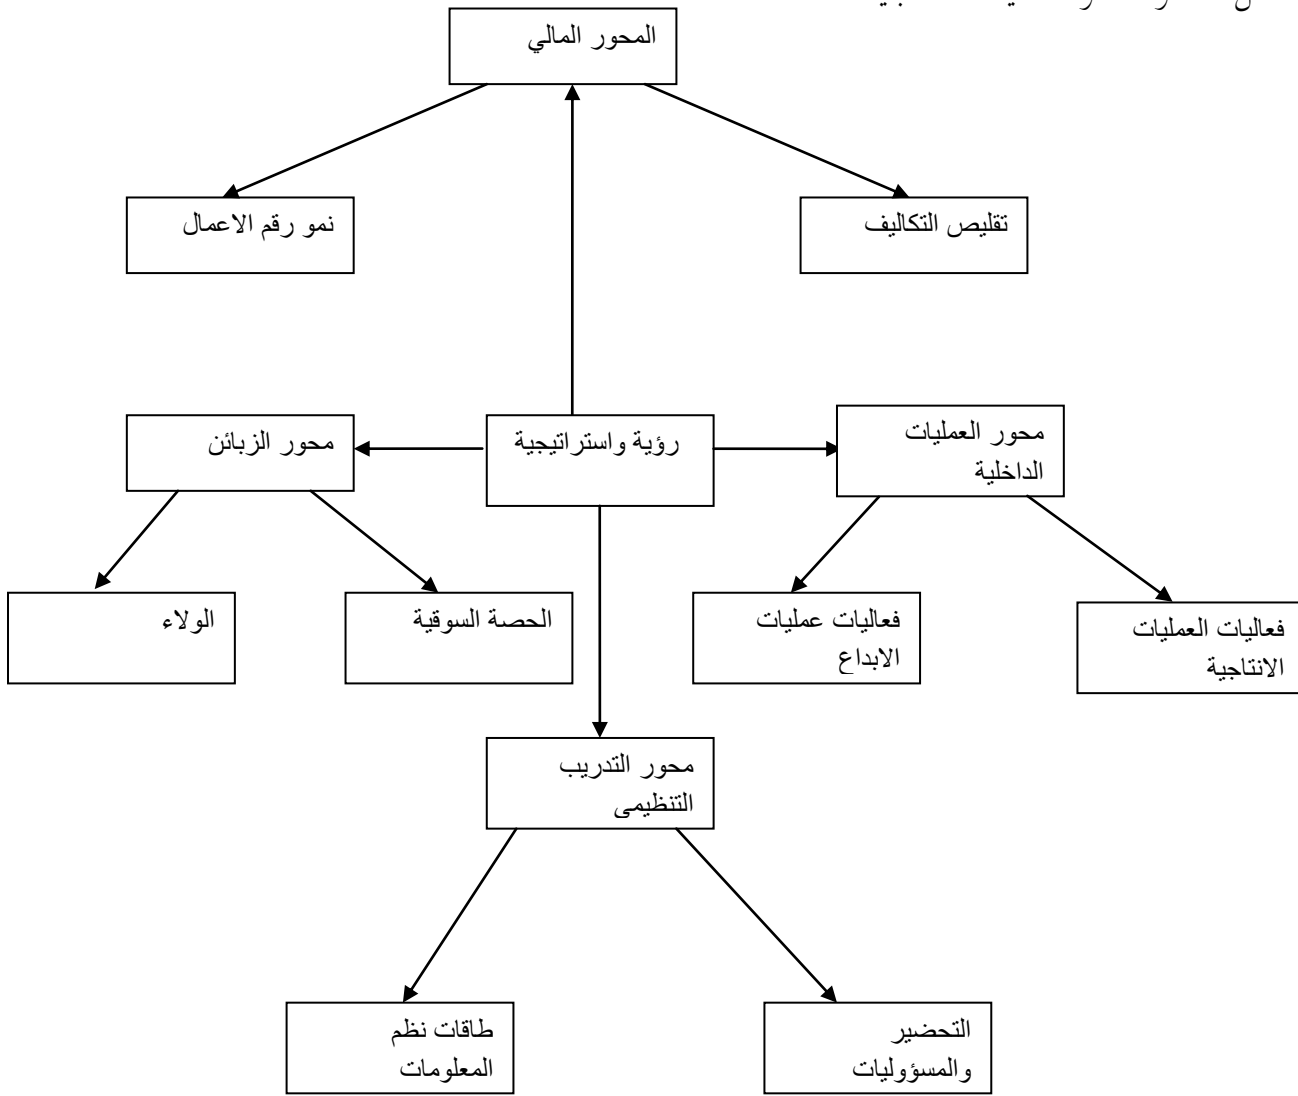 المحور المالي
نمو رقم الاعمال
تقليص التكاليف
محور الزبائن
رؤية واستراتيجية
محور العمليات
الداخلية
الولاء
الحصة السوقية
فعاليات عمليات
الابداع
فعاليات العمليات
الانتاجية
محور التدريب
التنظيمي
طاقات نظم
المعلومات
التحضير
والمسؤوليات